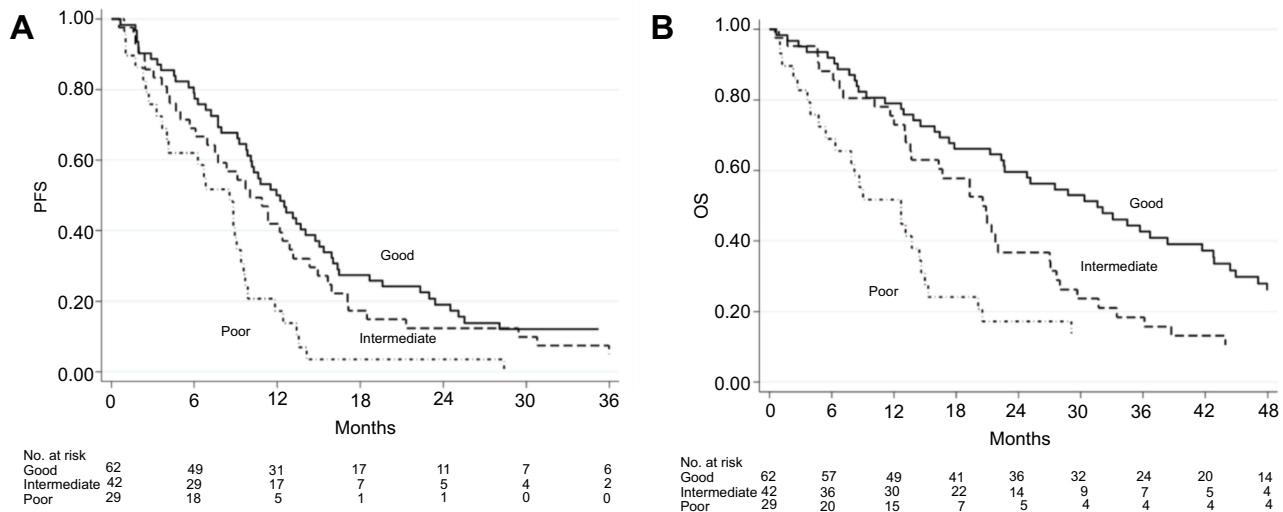 A
PFS
1.00
0.80
0.60
0.40
0.20
0.00
Good
Poor
Intermediate
0 6 12 18 24 30 36
Months
No. at risk
Good 62 49 31 17 11 7 6
Intermediate 42 29 17 7 5 4 2
Poor 29 18 5 1 1 0 0
B
OS
1.00
0.80
0.60
0.40
0.20
0.00
Good
Intermediate
Poor
0 6 12 18 24 30 36 42 48
Months
No. at risk
Good 62 57 49 41 36 32 24 20 14
Intermediate 42 36 30 22 14 9 7 5 4
Poor 29 20 15 7 5 4 4 4 4